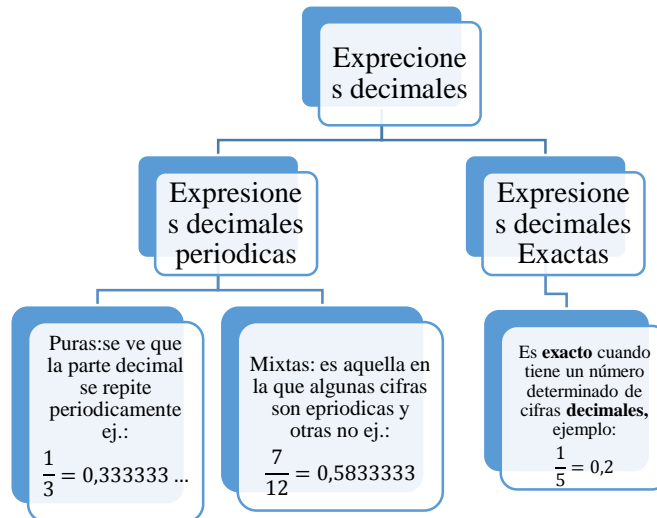 Exprecione
s decimales
Expresione
s decimales
periodicas
Expresione
s decimales
Exactas
Puras:se ve que
la parte decimal
se repite
periodicamente
ej.:
1/3 = 0,333333 ...
Mixtas: es aquella en
la que algunas cifras
son epriodicas y
otras no ej.:
7/12 = 0,5833333
Es exacto cuando
tiene un número
determinado de
cifras decimales,
ejemplo:
1/5 = 0,2